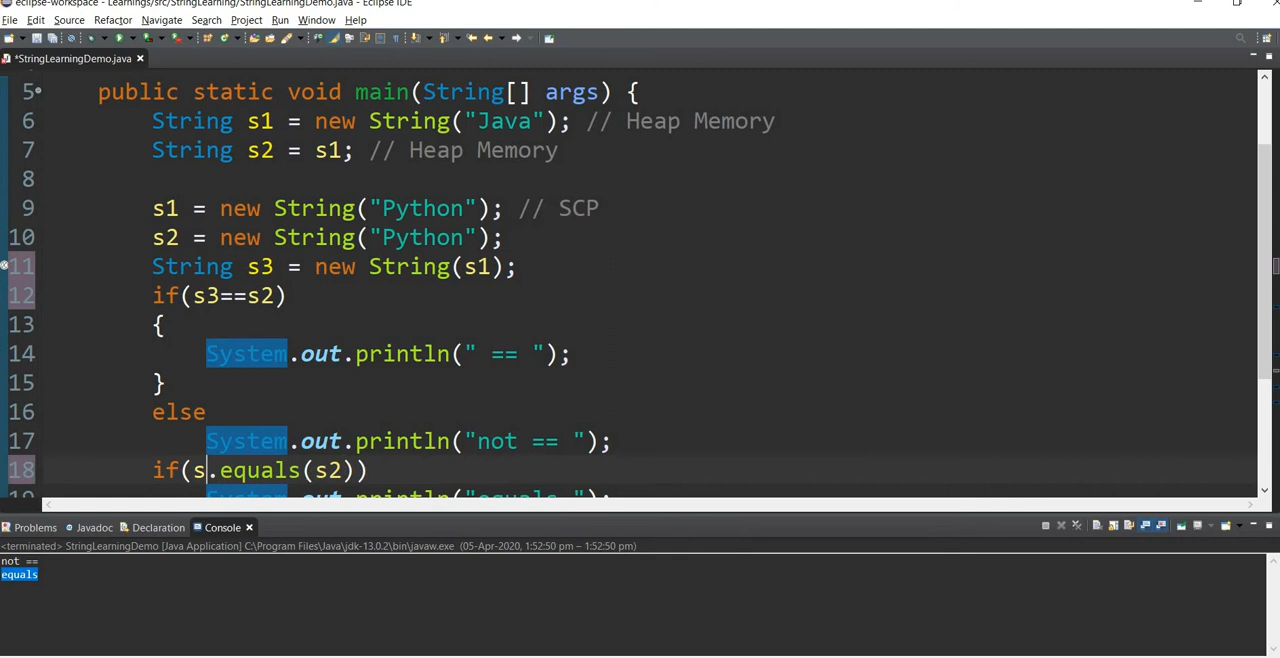 eclipse-workspace - Learnings/src/StringLearning/StringLearningDemo.java - Eclipse IDE
File Edit Source Refactor Navigate Search Project Run Window Help
*StringLearningDemo.java
5 public static void main(String[] args) {
6 String s1 = new String("Java"); // Heap Memory
7 String s2 = s1; // Heap Memory
8
9 s1 = new String("Python"); // SCP
10 s2 = new String("Python");
11 String s3 = new String(s1);
12 if(s3==s2)
13 {
14 System.out.println(" == ");
15 }
16 else
17 System.out.println("not == ");
18 if(s.equals(s2))
19 System.out.println("equals ");
Problems Javadoc Declaration Console
<terminated> StringLearningDemo [Java Application] C:\Program Files\Java\jdk-13.0.2\bin\javaw.exe (05-Apr-2020, 1:52:50 pm – 1:52:50 pm)
not ==
equals